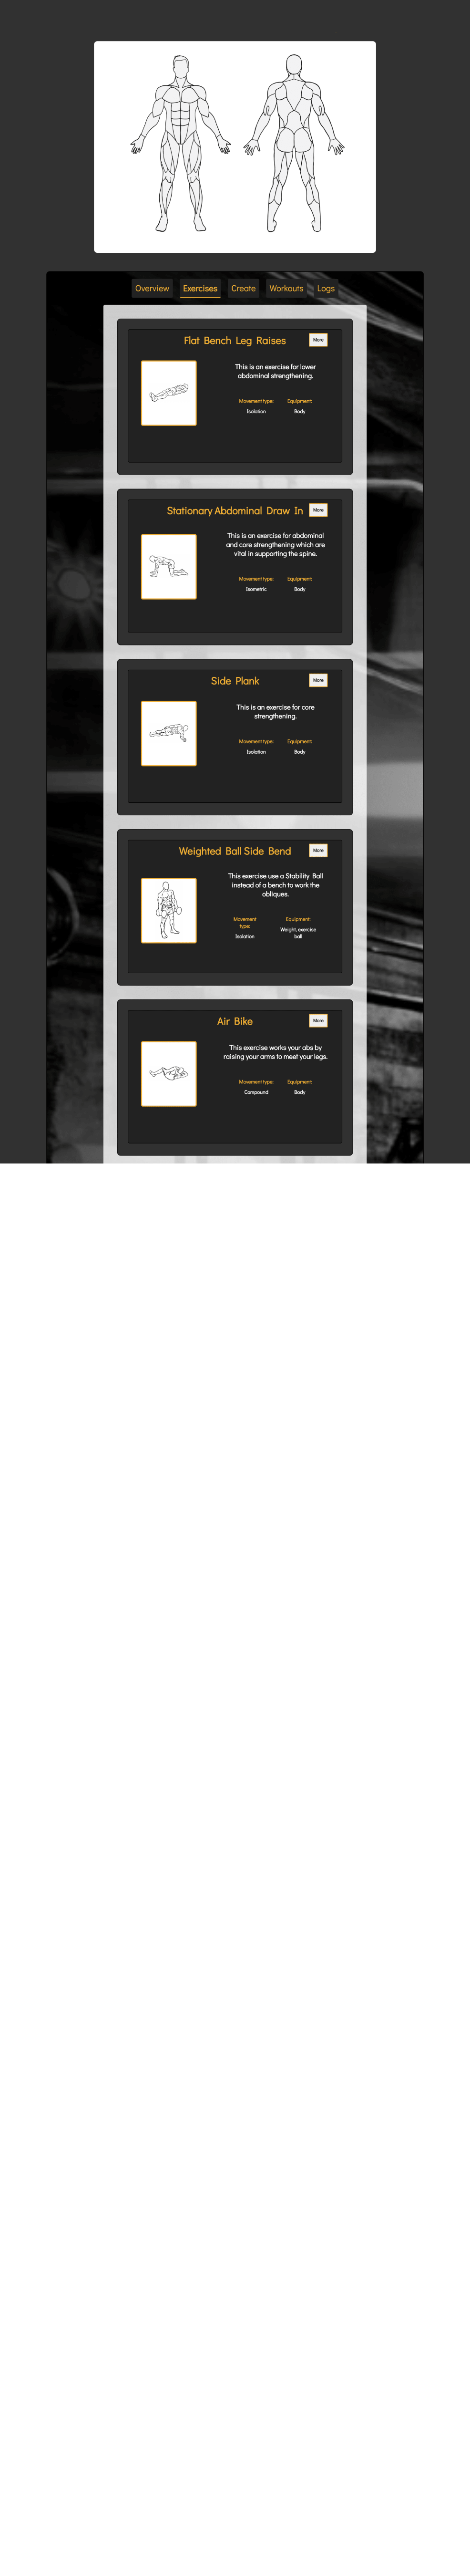 Overview Exercises Create Workouts Logs
Flat Bench Leg Raises More
This is an exercise for lower
abdominal strengthening.
Movement type: Equipment:
Isolation Body
Stationary Abdominal Draw In More
This is an exercise for abdominal
and core strengthening which are
vital in supporting the spine.
Movement type: Equipment:
Isometric Body
Side Plank More
This is an exercise for core
strengthening.
Movement type: Equipment:
Isolation Body
Weighted Ball Side Bend More
This exercise use a Stability Ball
instead of a bench to work the
obliques.
Movement Equipment:
type:
Weight, exercise
Isolation
ball
Air Bike More
This exercise works your abs by
raising your arms to meet your legs.
Movement type: Equipment:
Compound Body